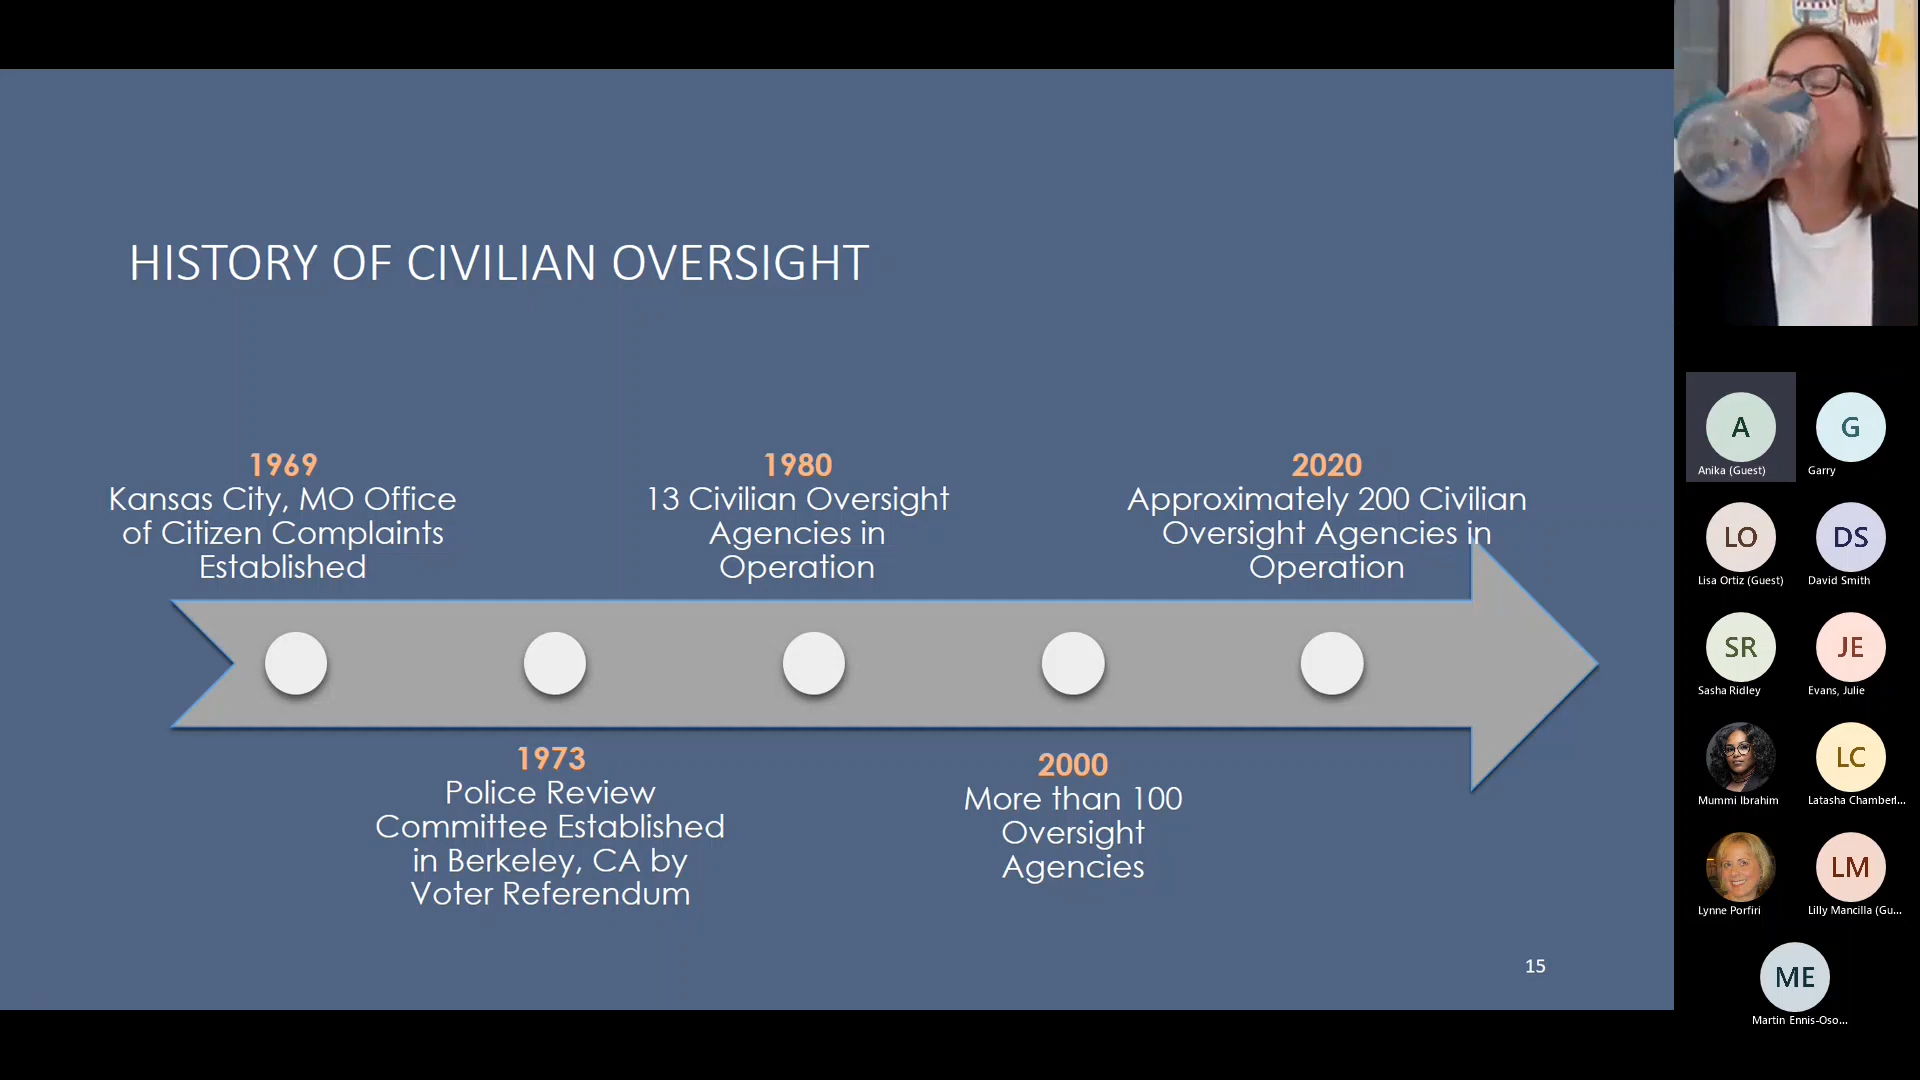 HISTORY OF CIVILIAN OVERSIGHT
1969
Kansas City, MO Office
of Citizen Complaints
Established
1980
13 Civilian Oversight
Agencies in
Operation
2020
Approximately 200 Civilian
Oversight Agencies in
Operation
1973
Police Review
Committee Established
in Berkeley, CA by
Voter Referendum
2000
More than 100
Oversight
Agencies
15
A
Anika (Guest)
G
Garry
LO
Lisa Ortiz (Guest)
DS
David Smith
SR
Sasha Ridley
JE
Evans, Julie
Mummi Ibrahim
LC
Latasha Chamberl...
Lynne Porfiri
LM
Lilly Mancilla (Gu...
ME
Martin Ennis-Oso...